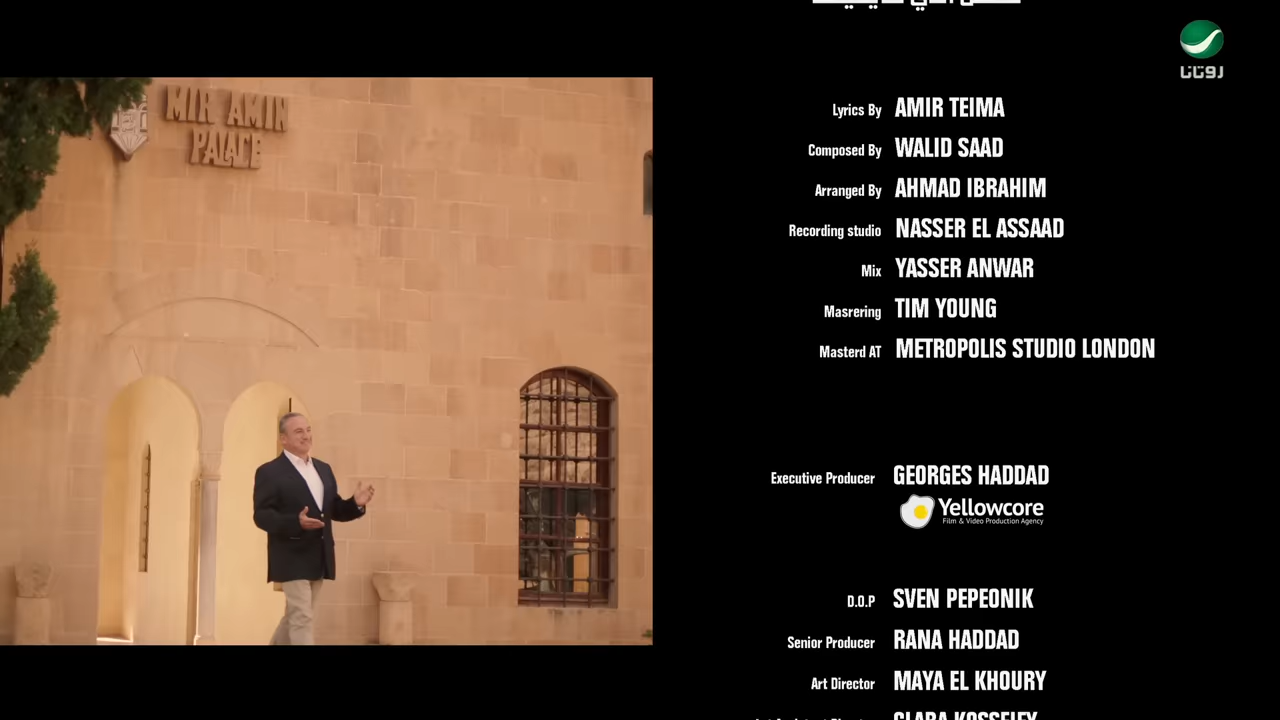 روتانا
MIR AMIN
PALACE
Lyrics By AMIR TEIMA
Composed By WALID SAAD
Arranged By AHMAD IBRAHIM
Recording studio NASSER EL ASSAAD
Mix YASSER ANWAR
Masrering TIM YOUNG
Masterd AT METROPOLIS STUDIO LONDON
Executive Producer GEORGES HADDAD
Yellowcore
Film & Video Production Agency
D.O.P SVEN PEPEONIK
Senior Producer RANA HADDAD
Art Director MAYA EL KHOURY